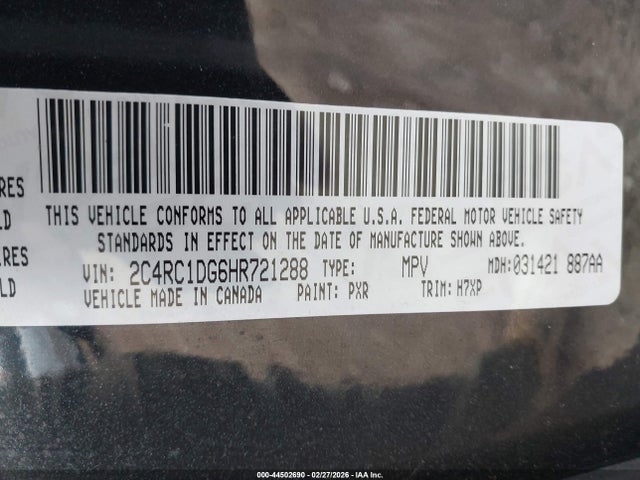 RES
LD
RES
LD
THIS VEHICLE CONFORMS TO ALL APPLICABLE U.S.A. FEDERAL MOTOR VEHICLE SAFETY
STANDARDS IN EFFECT ON THE DATE OF MANUFACTURE SHOWN ABOVE.
VIN: 2C4RC1DG6HR721288 TYPE: MPV MDH:031421 887AA
VEHICLE MADE IN CANADA PAINT: PXR TRIM: H7XP
000-44502690 - 02/27/2026 - IAA Inc.